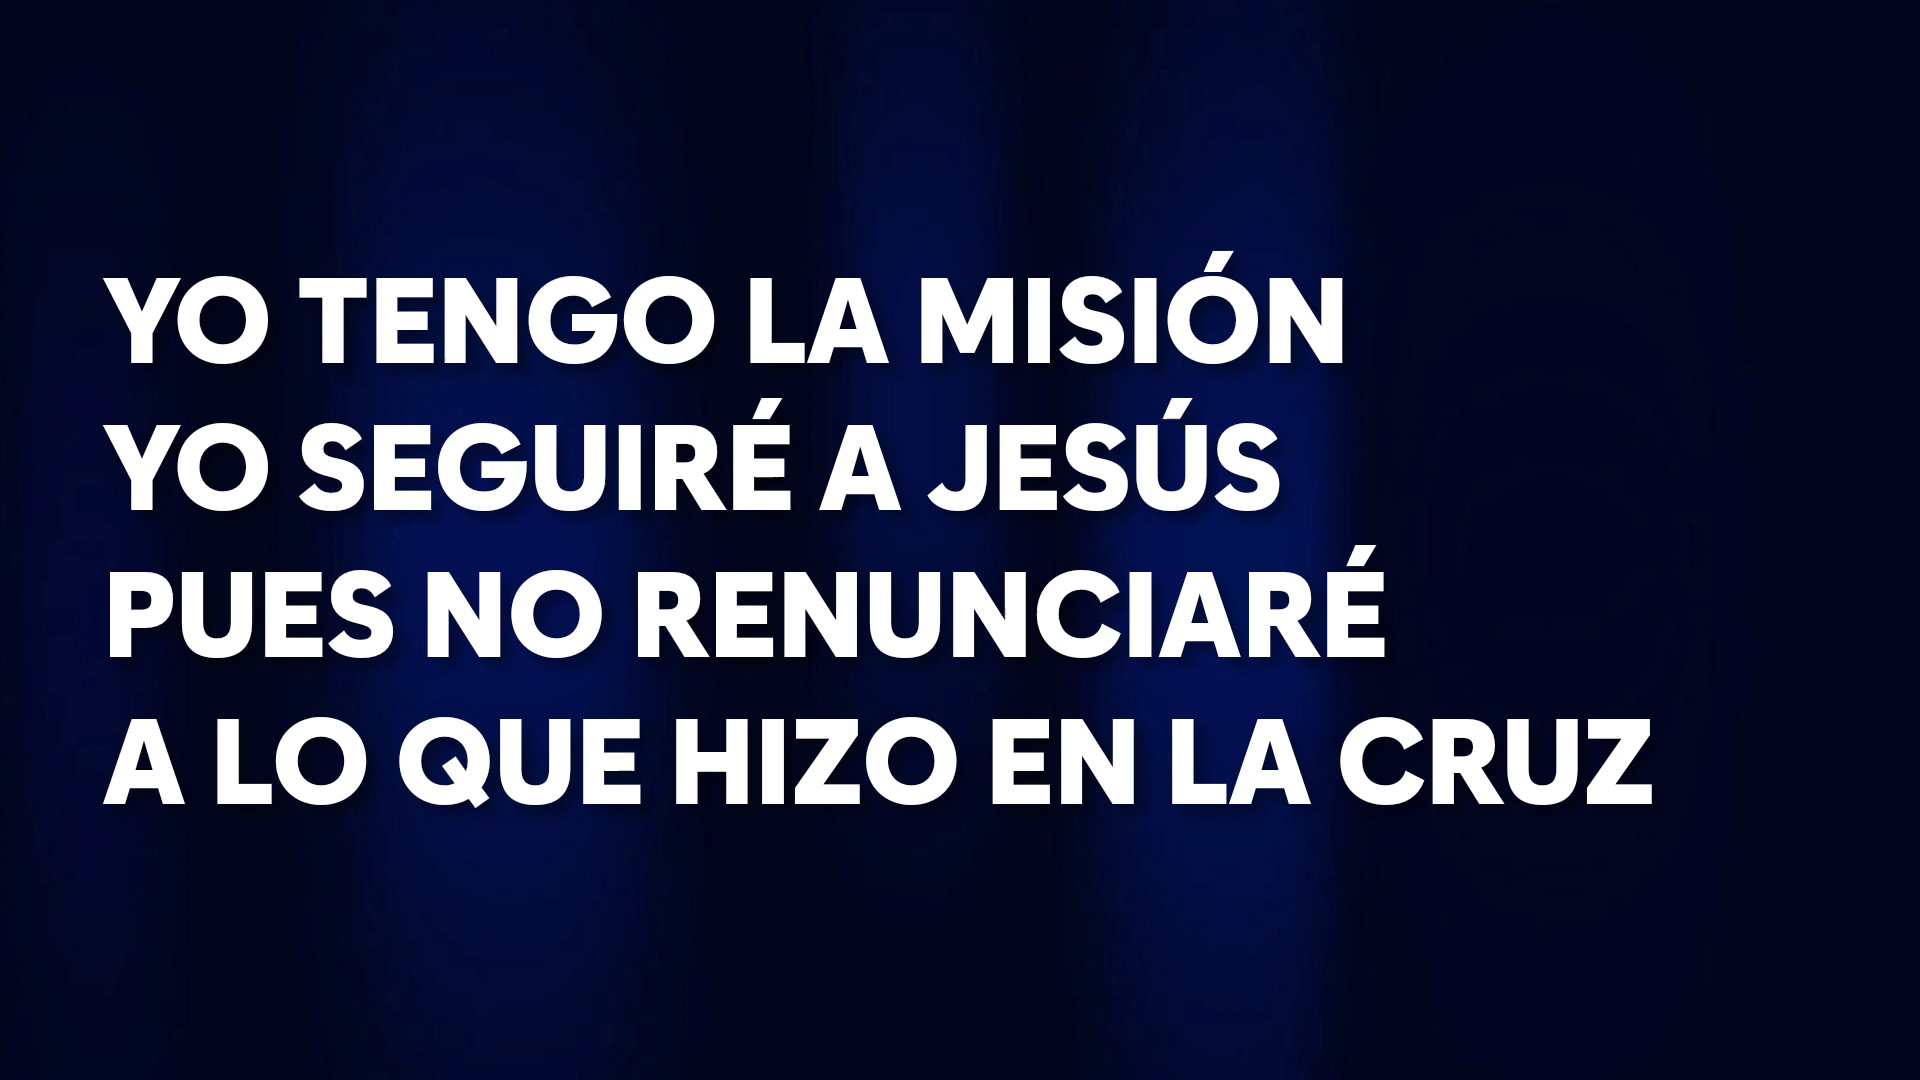 YO TENGO LA MISIÓN
YO SEGUIRÉ A JESÚS
PUES NO RENUNCIARÉ
A LO QUE HIZO EN LA CRUZ